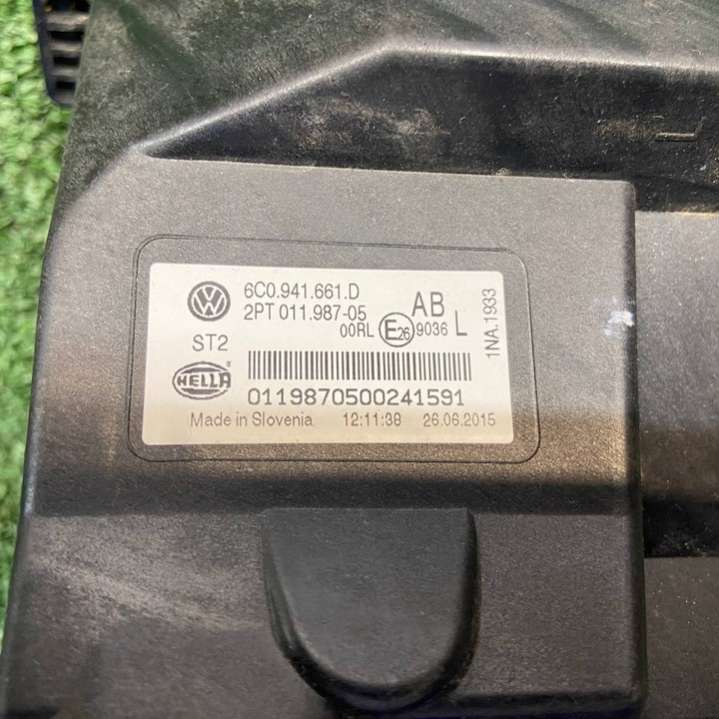 6C0.941.661.D
2PT 011.987-05
AB
00RL E26 9036 L
1NA.1933
ST2
HELLA
0119870500241591
Made in Slovenia 12:11:38 26.06.2015